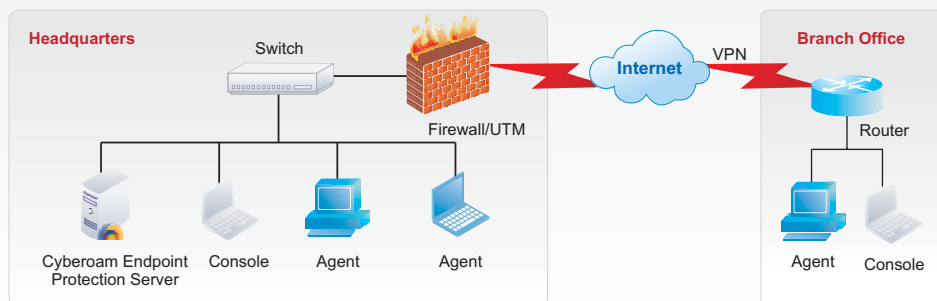 Headquarters
Switch
Firewall/UTM
Internet
VPN
Branch Office
Router
Cyberoam Endpoint
Protection Server
Console
Agent
Agent
Agent
Console